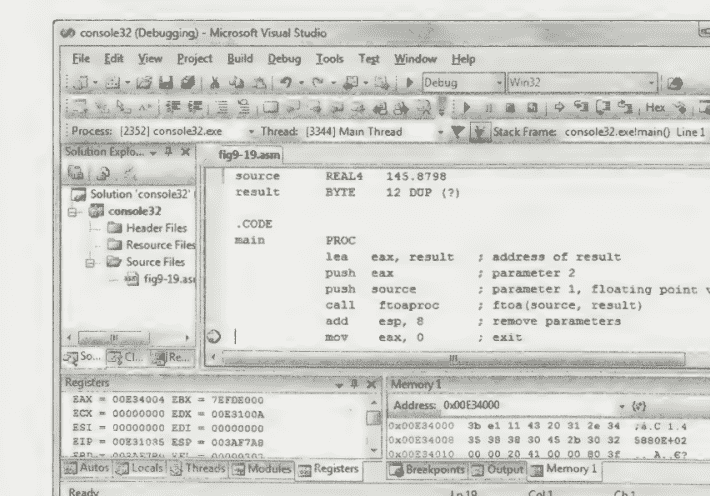 console32 (Debugging) - Microsoft Visual Studio
File Edit View Project Build Debug Tools Test Window Help
Debug Win32
Hex
Process: [2352] console32.exe Thread: [3344] Main Thread Stack Frame: console32.exe!main() Line 1
Solution Explo...
fig9-19.asm
Solution 'console32' (
console32
Header Files
Resource Files
Source Files
fig9-19.asm
source REAL4 145.8798
result BYTE 12 DUP (?)
.CODE
main PROC
lea eax, result ; address of result
push eax ; parameter 2
push source ; parameter 1, floating point v
call ftoaproc ; ftoa(source, result)
add esp, 8 ; remove parameters
mov eax, 0 ; exit
So... Cl... Re...
Registers
EAX = 00E34004 EBX = 7EFDE000
ECX = 00000000 EDX = 00E3100A
ESI = 00000000 EDI = 00000000
EIP = 00E31035 ESP = 003AF7A8
Autos Locals Threads Modules Registers
Memory 1
Address: 0x00E34000
0x00E34000 3b e1 11 43 20 31 2e 34 ;á.C 1.4
0x00E34008 35 38 38 30 45 2b 30 32 5880E+02
0x00E34010 00 00 20 41 00 00 80 3f .. A..€?
Breakpoints Output Memory 1
Ready Ln 19 Col 1 Ch 1